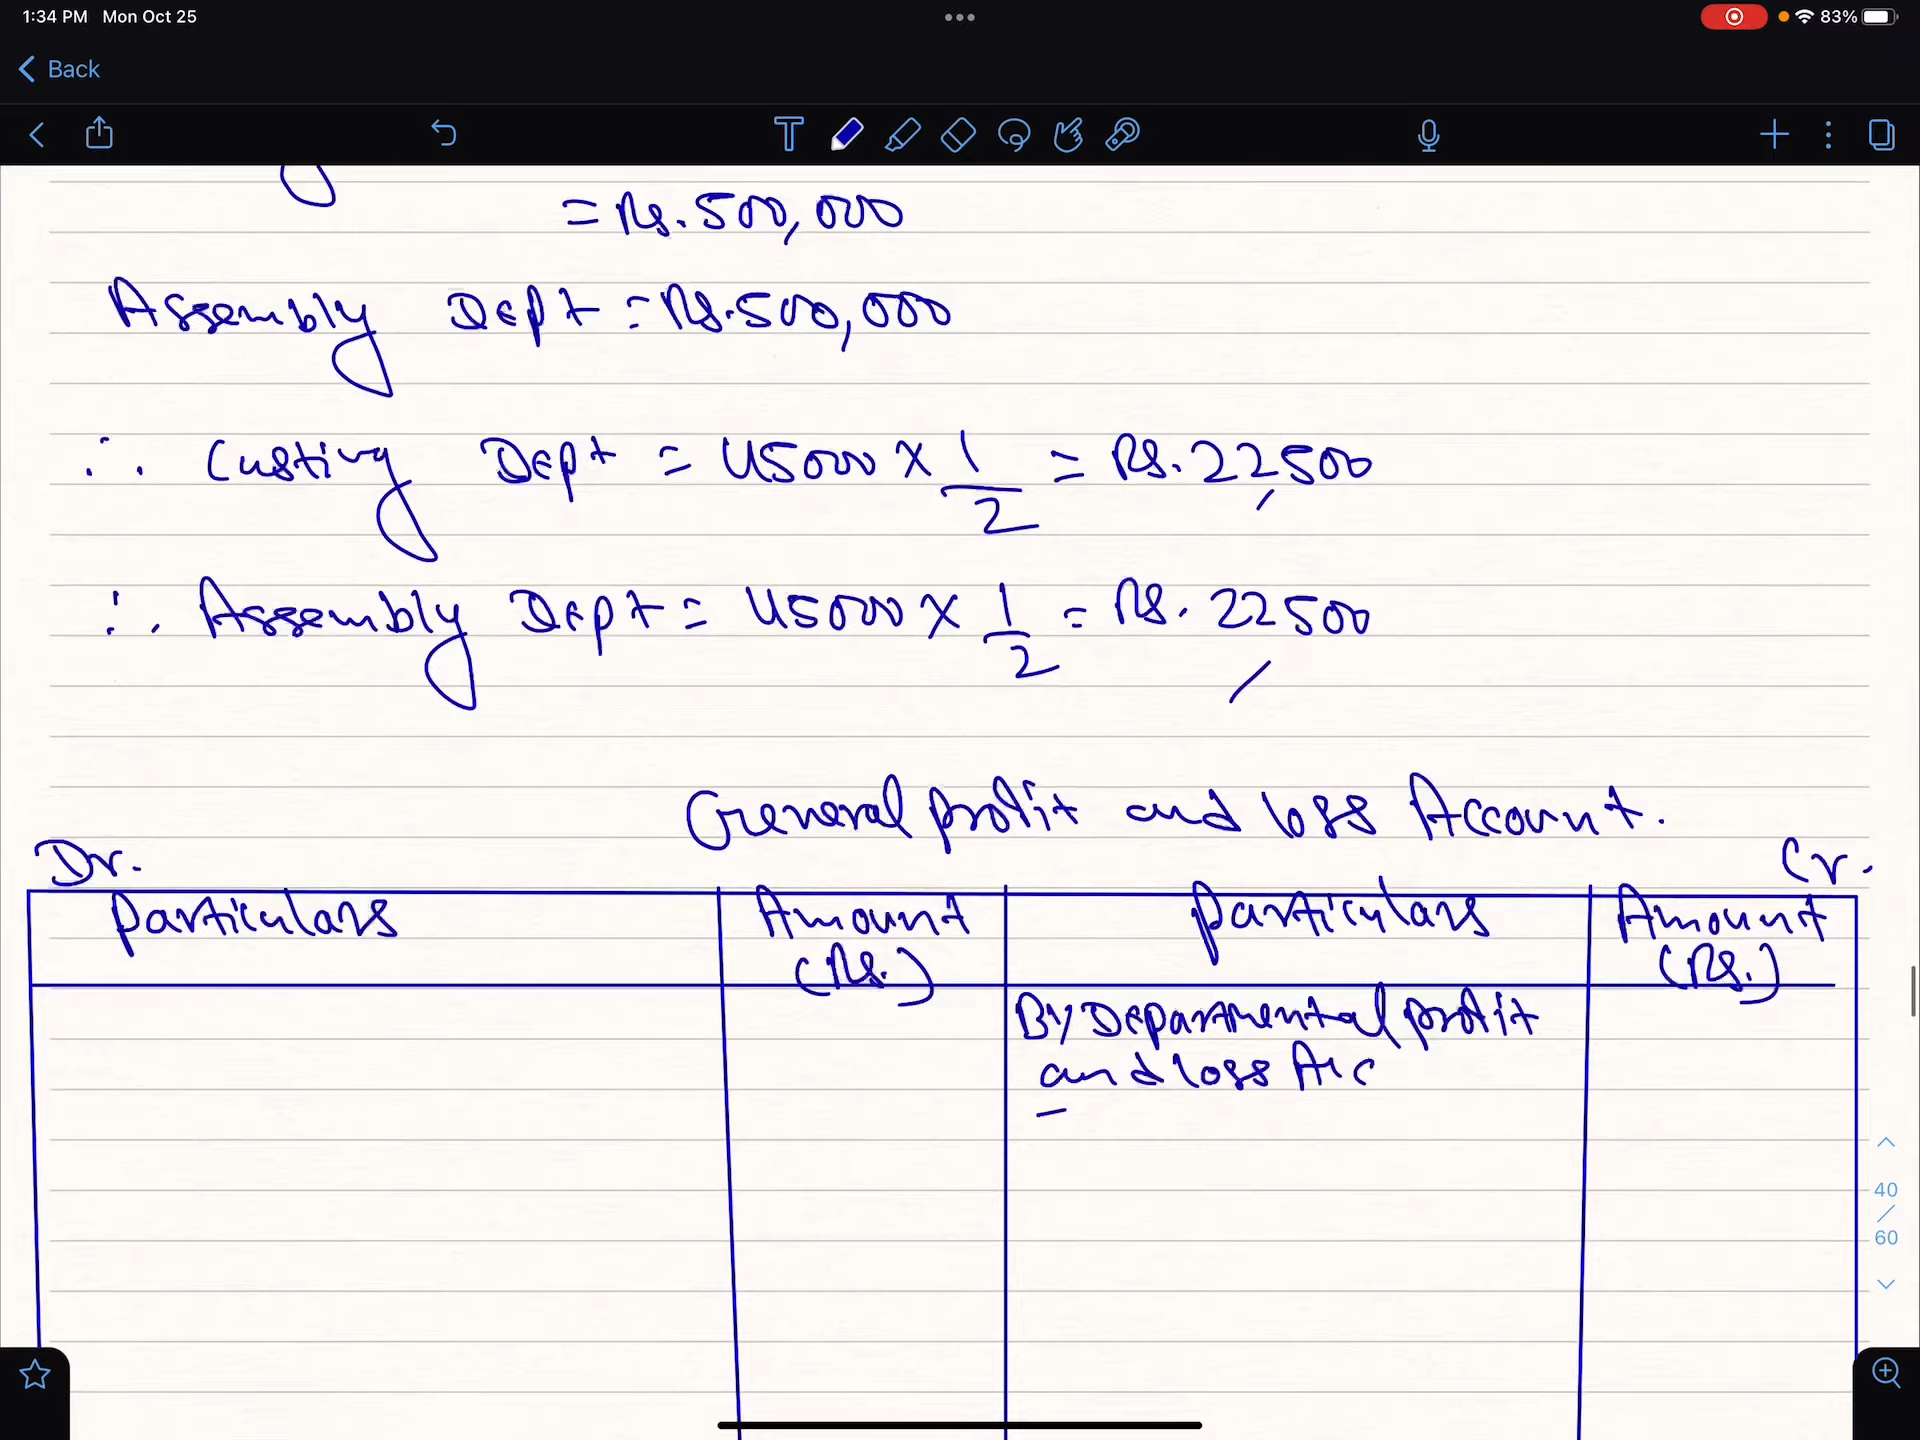 1:34 PM Mon Oct 25
83%
Back
= Rs. 500,000
Assembly Dept = Rs. 500,000
∴ Casting Dept = 45000 × 1/2 = Rs. 22500
∴ Assembly Dept = 45000 × 1/2 = Rs. 22500
General profit and loss Account.
Dr. Cr.
Particulars Amount (Rs.) Particulars Amount (Rs.)
By Departmental profit
and loss A/c
40
/
60